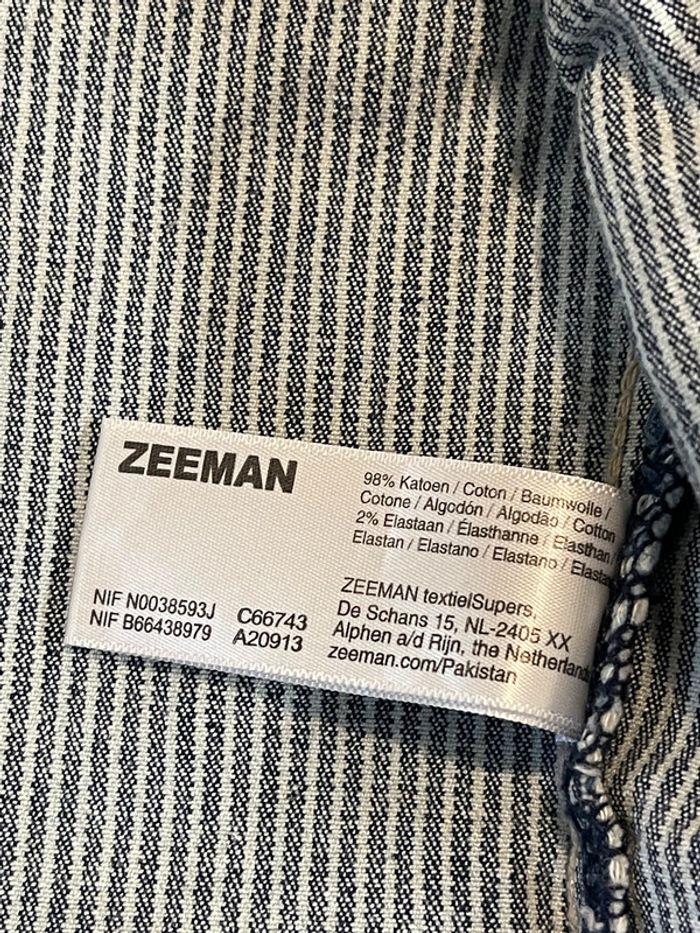 ZEEMAN
98% Katoen / Coton / Baumwolle /
Cotone / Algodón / Algodão / Cotton
2% Elastaan / Élasthanne / Elasthan /
Elastan / Elastano / Elastano /
NIF N0038593J
NIF B66438979
C66743
A20913
ZEEMAN textielSupers,
De Schans 15, NL-2405 XX
Alphen a/d Rijn, the Netherlands
zeeman.com/Pakistan